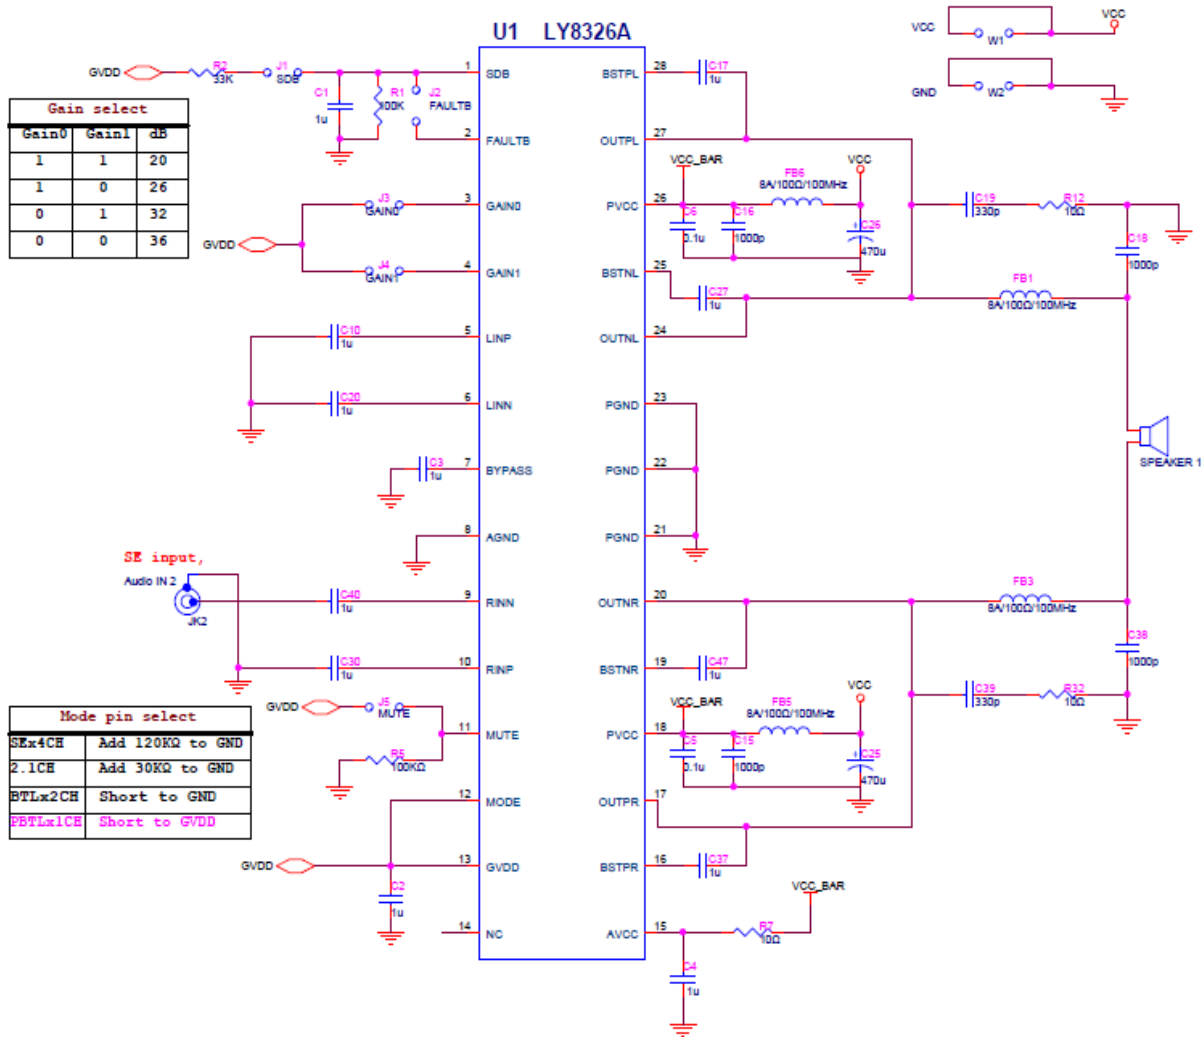 U1 LY8326A
VCC
W1
VCC
GND
W2
GVDD
R2
33K
J1
SDB
C1
1u
R1
100K
J2
FAULTB
1
SDB
2
FAULTB
Gain select
Gain0 Gain1 dB
1 1 20
1 0 26
0 1 32
0 0 36
GVDD
J3
GAIN0
J4
GAIN1
3
GAIN0
4
GAIN1
C10
1u
5
LINP
C20
1u
6
LINN
C3
1u
7
BYPASS
8
AGND
SE input,
Audio IN 2
JK2
C40
1u
9
RINN
C30
1u
10
RINP
GVDD
J5
MUTE
R5
100KΩ
11
MUTE
Mode pin select
SEx4CH Add 120KΩ to GND
2.1CH Add 30KΩ to GND
BTLx2CH Short to GND
PBTLx1CH Short to GVDD
12
MODE
GVDD
13
GVDD
C2
1u
14
NC
BSTPL
28
C17
1u
OUTPL
27
VCC_BAR
VCC
FB6
8A/100Ω/100MHz
PVCC
26
C6
0.1u
C16
1000p
C26
470u
BSTNL
25
C27
1u
OUTNL
24
C19
330p
R12
10Ω
C18
1000p
FB1
8A/100Ω/100MHz
PGND
23
PGND
22
PGND
21
SPEAKER 1
OUTNR
20
FB3
8A/100Ω/100MHz
BSTNR
19
C47
1u
C38
1000p
C39
330p
R32
10Ω
VCC_BAR
VCC
FB5
8A/100Ω/100MHz
PVCC
18
C5
0.1u
C15
1000p
C25
470u
OUTPR
17
BSTPR
16
C37
1u
VCC_BAR
AVCC
15
R7
10Ω
C4
1u